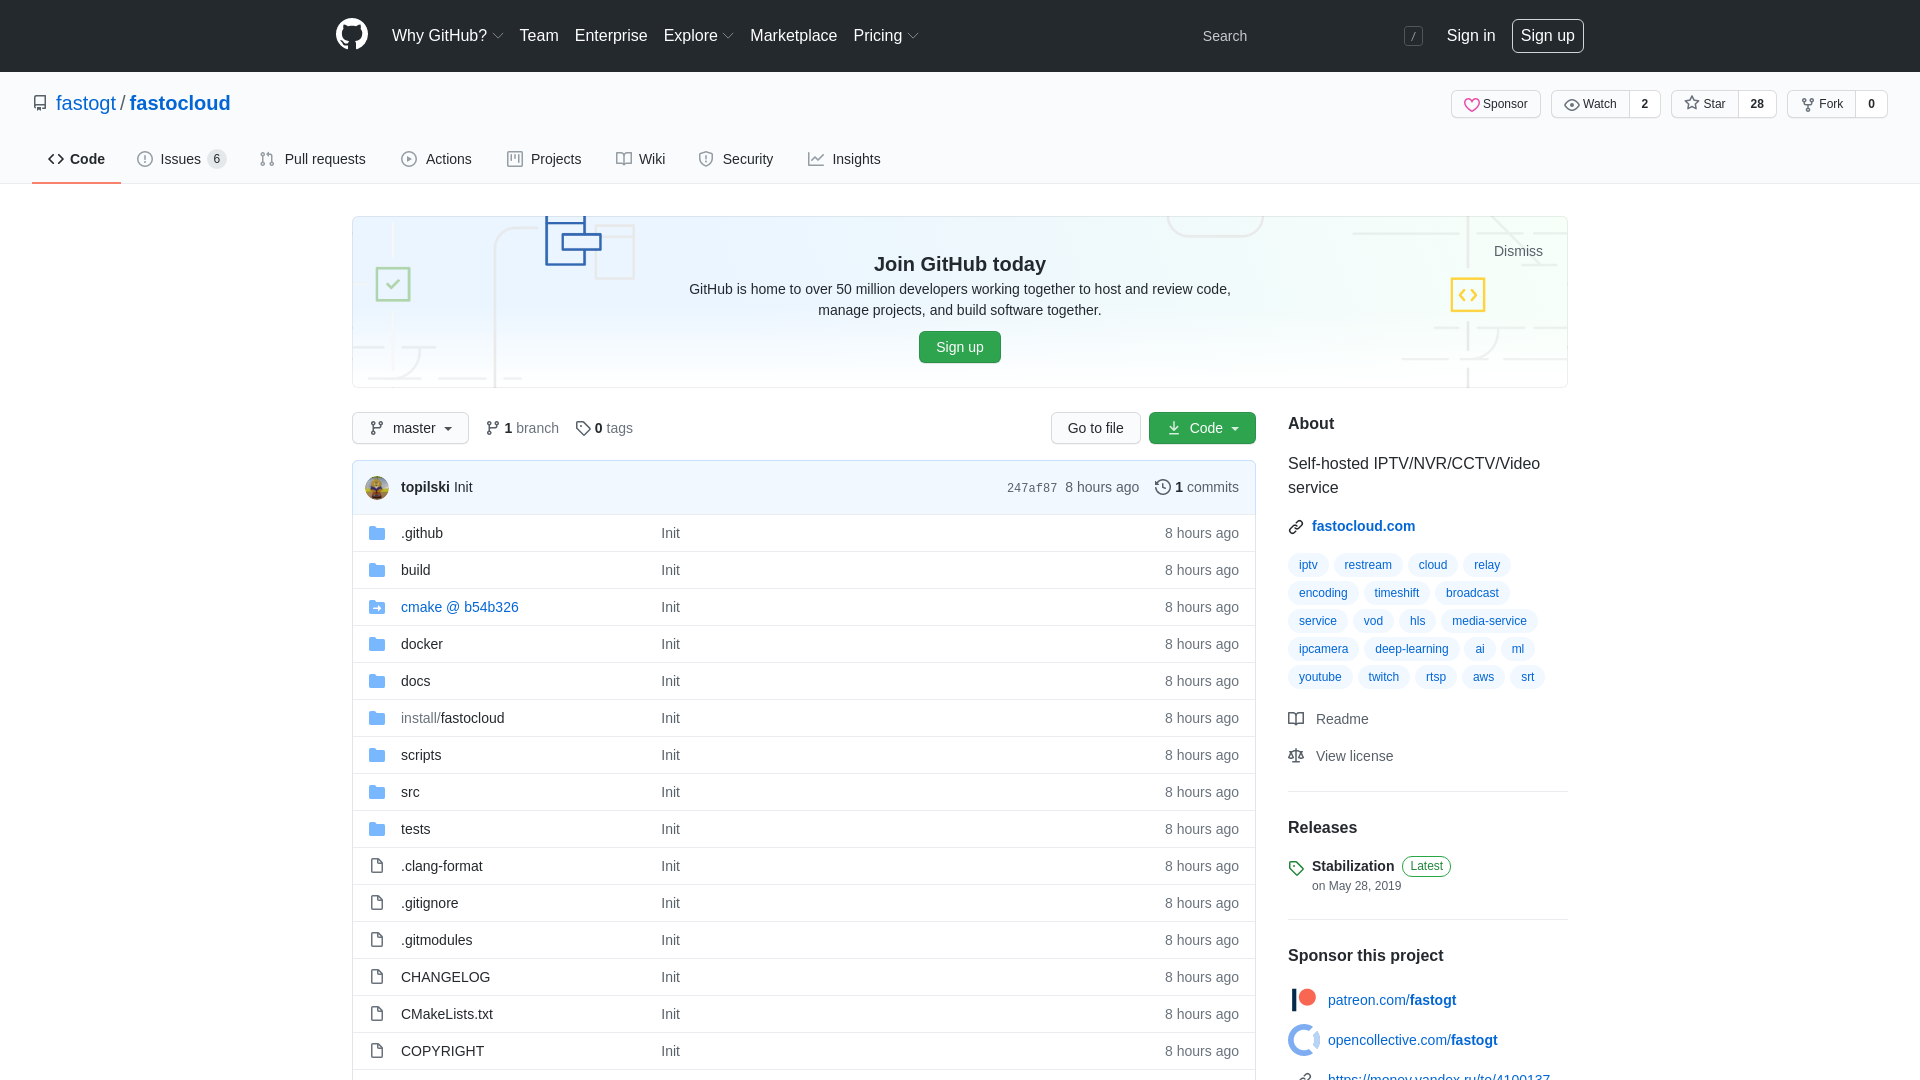 Why GitHub? Team Enterprise Explore Marketplace Pricing Search / Sign in Sign up
fastogt / fastocloud Sponsor Watch 2 Star 28 Fork 0
Code Issues 6 Pull requests Actions Projects Wiki Security Insights
Dismiss
Join GitHub today
GitHub is home to over 50 million developers working together to host and review code,
manage projects, and build software together.
Sign up
master 1 branch 0 tags Go to file Code
topilski Init 247af87 8 hours ago 1 commits
.github Init 8 hours ago
build Init 8 hours ago
cmake @ b54b326 Init 8 hours ago
docker Init 8 hours ago
docs Init 8 hours ago
install/fastocloud Init 8 hours ago
scripts Init 8 hours ago
src Init 8 hours ago
tests Init 8 hours ago
.clang-format Init 8 hours ago
.gitignore Init 8 hours ago
.gitmodules Init 8 hours ago
CHANGELOG Init 8 hours ago
CMakeLists.txt Init 8 hours ago
COPYRIGHT Init 8 hours ago
About
Self-hosted IPTV/NVR/CCTV/Video
service
fastocloud.com
iptv restream cloud relay
encoding timeshift broadcast
service vod hls media-service
ipcamera deep-learning ai ml
youtube twitch rtsp aws srt
Readme
View license
Releases
Stabilization Latest
on May 28, 2019
Sponsor this project
patreon.com/fastogt
opencollective.com/fastogt
https://money.yandex.ru/to/4100137